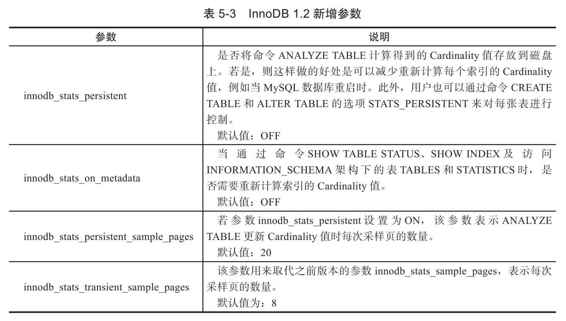 表 5-3 InnoDB 1.2 新增参数
参数 说明
innodb_stats_persistent
是否将命令 ANALYZE TABLE 计算得到的 Cardinality 值存放到磁盘
上。若是，则这样做的好处是可以减少重新计算每个索引的 Cardinality
值，例如当 MySQL 数据库重启时。此外，用户也可以通过命令 CREATE
TABLE 和 ALTER TABLE 的选项 STATS_PERSISTENT 来对每张表进行
控制。
默认值：OFF
innodb_stats_on_metadata
当通过命令 SHOW TABLE STATUS、SHOW INDEX 及访问
INFORMATION_SCHEMA 架构下的表 TABLES 和 STATISTICS 时，是
否需要重新计算索引的 Cardinality 值。
默认值：OFF
innodb_stats_persistent_sample_pages
若参数 innodb_stats_persistent 设置为 ON，该参数表示 ANALYZE
TABLE 更新 Cardinality 值时每次采样页的数量。
默认值：20
innodb_stats_transient_sample_pages
该参数用来取代之前版本的参数 innodb_stats_sample_pages，表示每次
采样页的数量。
默认值为：8